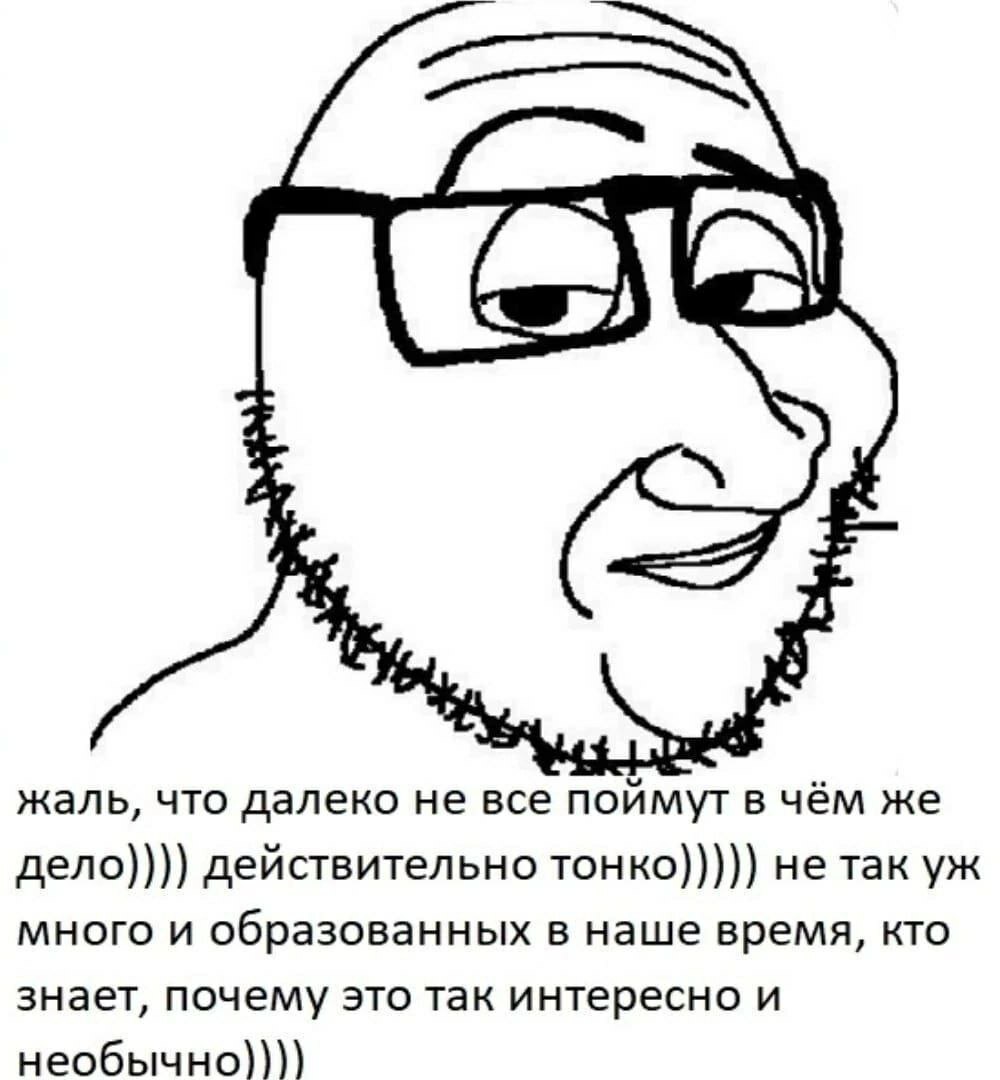 жаль, что далеко не все поймут в чём же
дело)))) действительно тонко))))) не так уж
много и образованных в наше время, кто
знает, почему это так интересно и
необычно))))